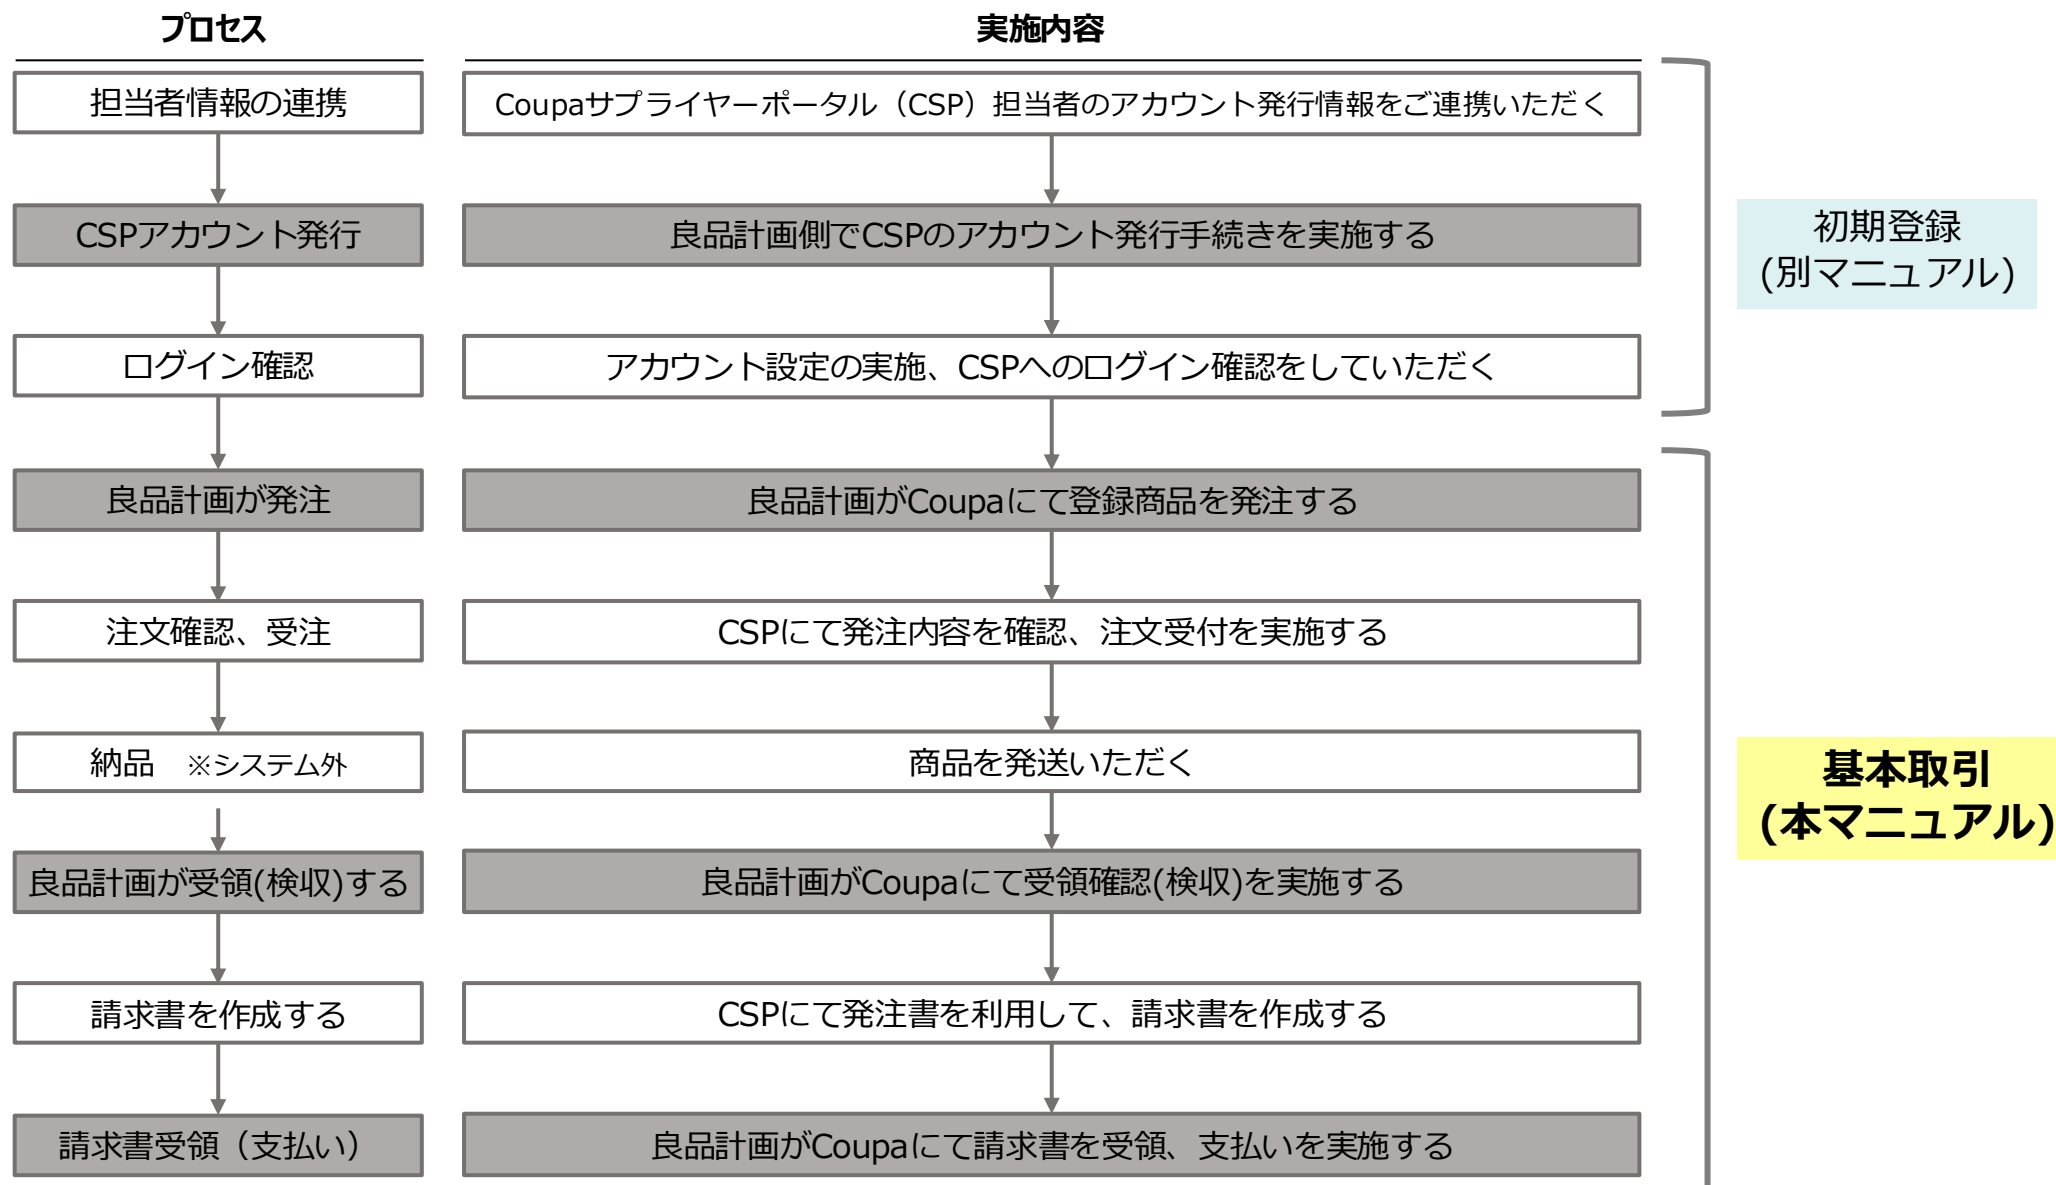 プロセス 実施内容
担当者情報の連携 Coupaサプライヤーポータル（CSP）担当者のアカウント発行情報をご連携いただく
CSPアカウント発行 良品計画側でCSPのアカウント発行手続きを実施する
初期登録
(別マニュアル)
ログイン確認 アカウント設定の実施、CSPへのログイン確認をしていただく
良品計画が発注 良品計画がCoupaにて登録商品を発注する
注文確認、受注 CSPにて発注内容を確認、注文受付を実施する
納品 ※システム外 商品を発送いただく
基本取引
(本マニュアル)
良品計画が受領(検収)する 良品計画がCoupaにて受領確認(検収)を実施する
請求書を作成する CSPにて発注書を利用して、請求書を作成する
請求書受領（支払い） 良品計画がCoupaにて請求書を受領、支払いを実施する